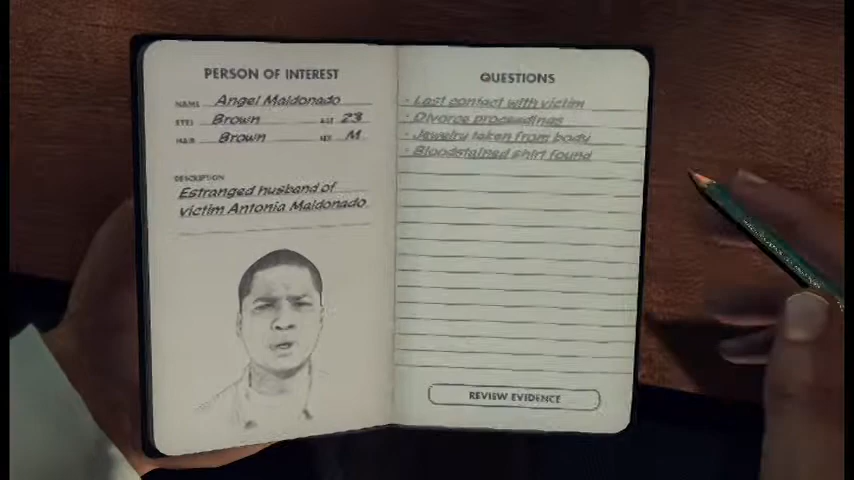 PERSON OF INTEREST
NAME Angel Maldonado
EYES Brown AGE 23
HAIR Brown SEX M
DESCRIPTION
Estranged husband of
victim Antonia Maldonado
QUESTIONS
· Last contact with victim
· Divorce proceedings
· Jewelry taken from body
· Bloodstained shirt found
REVIEW EVIDENCE